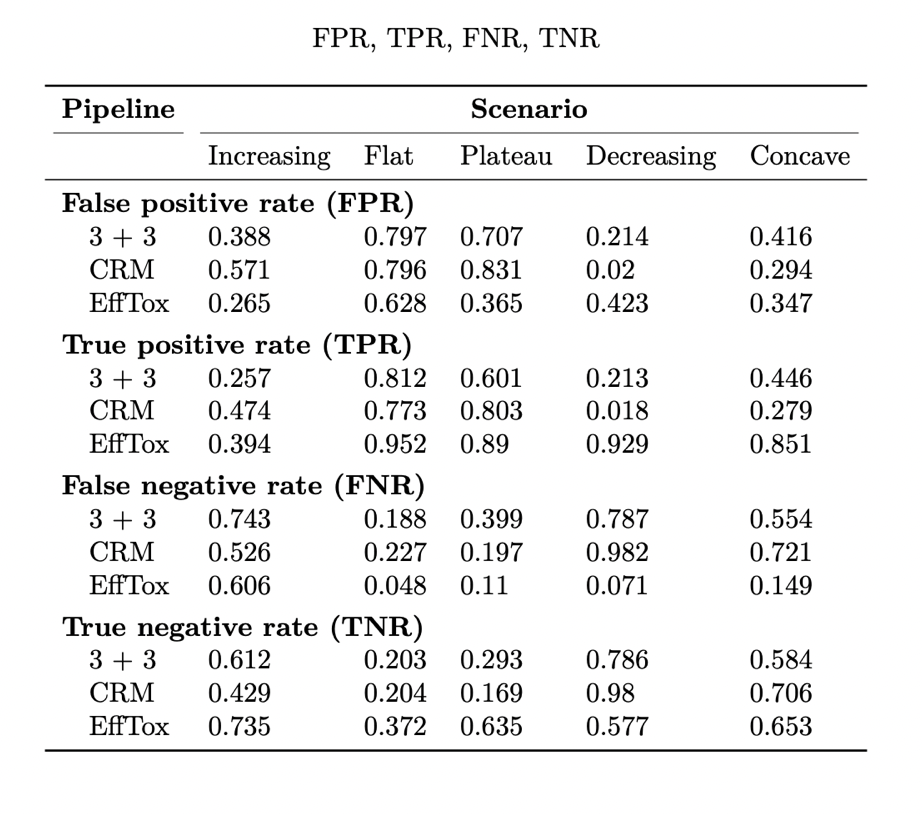 FPR, TPR, FNR, TNR
Pipeline Scenario
Increasing Flat Plateau Decreasing Concave
False positive rate (FPR)
3 + 3 0.388 0.797 0.707 0.214 0.416
CRM 0.571 0.796 0.831 0.02 0.294
EffTox 0.265 0.628 0.365 0.423 0.347
True positive rate (TPR)
3 + 3 0.257 0.812 0.601 0.213 0.446
CRM 0.474 0.773 0.803 0.018 0.279
EffTox 0.394 0.952 0.89 0.929 0.851
False negative rate (FNR)
3 + 3 0.743 0.188 0.399 0.787 0.554
CRM 0.526 0.227 0.197 0.982 0.721
EffTox 0.606 0.048 0.11 0.071 0.149
True negative rate (TNR)
3 + 3 0.612 0.203 0.293 0.786 0.584
CRM 0.429 0.204 0.169 0.98 0.706
EffTox 0.735 0.372 0.635 0.577 0.653